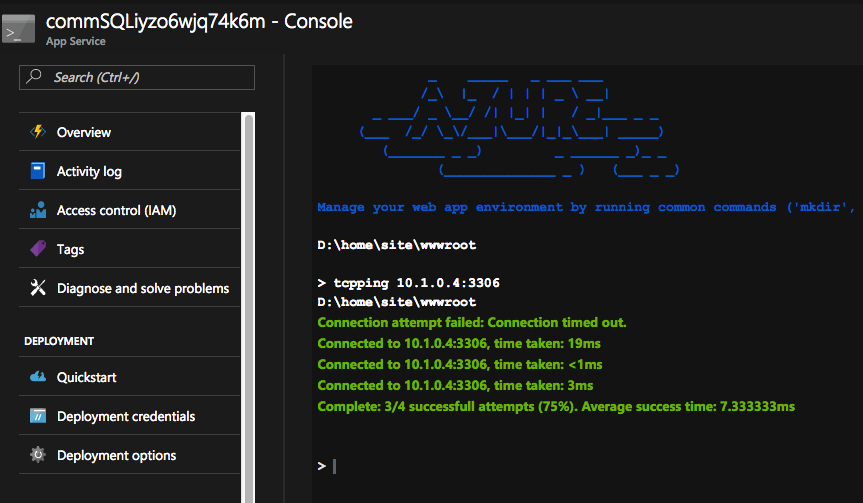 commSQLiyzo6wjq74k6m - Console
App Service
Search (Ctrl+/)
Overview
Activity log
Access control (IAM)
Tags
Diagnose and solve problems
DEPLOYMENT
Quickstart
Deployment credentials
Deployment options
AZURE
Manage your web app environment by running common commands ('mkdir',
D:\home\site\wwwroot
> tcpping 10.1.0.4:3306
D:\home\site\wwwroot
Connection attempt failed: Connection timed out.
Connected to 10.1.0.4:3306, time taken: 19ms
Connected to 10.1.0.4:3306, time taken: <1ms
Connected to 10.1.0.4:3306, time taken: 3ms
Complete: 3/4 successfull attempts (75%). Average success time: 7.333333ms
>